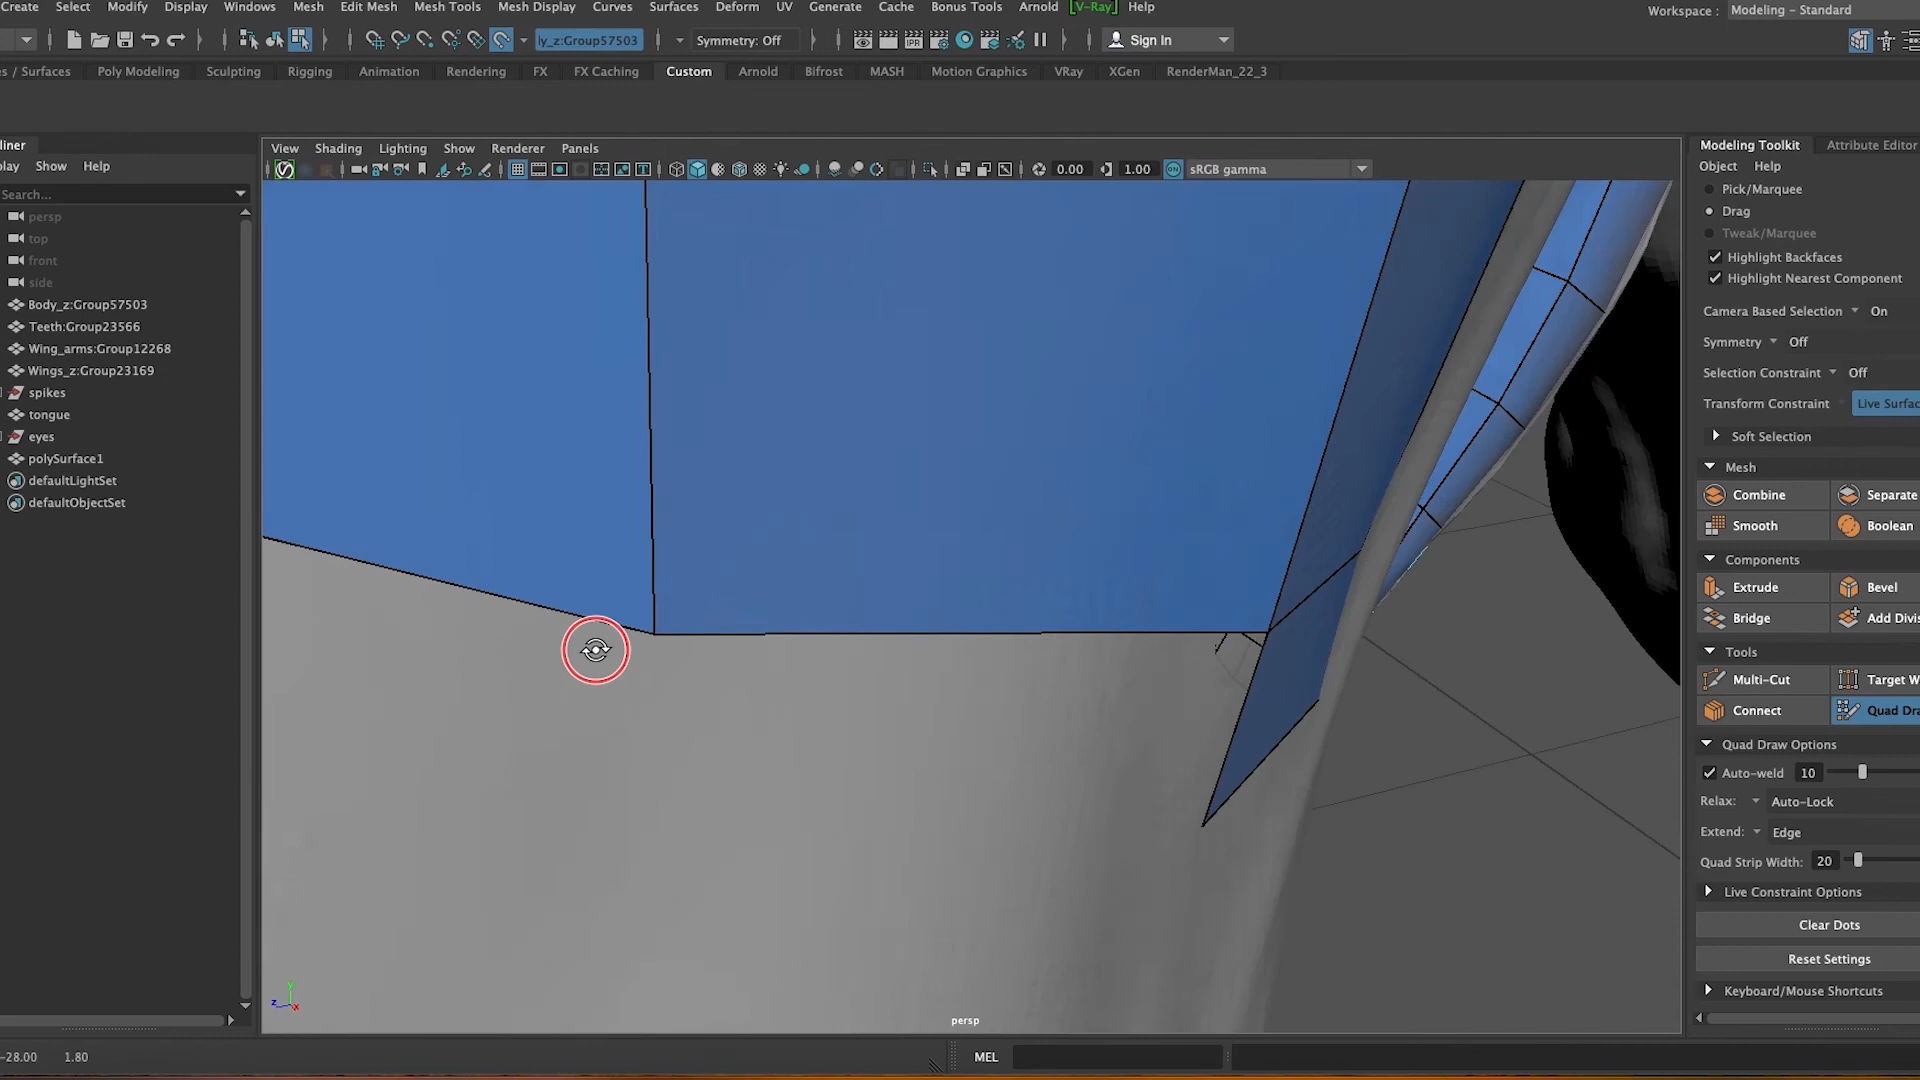 Create Select Modify Display Windows Mesh Edit Mesh Mesh Tools Mesh Display Curves Surfaces Deform UV Generate Cache Bonus Tools Arnold [V-Ray] Help
Workspace : Modeling - Standard
ly_z:Group57503 Symmetry: Off IPR Sign In
s / Surfaces Poly Modeling Sculpting Rigging Animation Rendering FX FX Caching Custom Arnold Bifrost MASH Motion Graphics VRay XGen RenderMan_22_3
liner
play Show Help
Search...
persp
top
front
side
Body_z:Group57503
Teeth:Group23566
Wing_arms:Group12268
Wings_z:Group23169
spikes
tongue
eyes
polySurface1
defaultLightSet
defaultObjectSet
View Shading Lighting Show Renderer Panels
0.00 1.00 ON sRGB gamma
y
z x
persp
Modeling Toolkit Attribute Editor
Object Help
Pick/Marquee
Drag
Tweak/Marquee
Highlight Backfaces
Highlight Nearest Component
Camera Based Selection On
Symmetry Off
Selection Constraint Off
Transform Constraint Live Surfac
Soft Selection
Mesh
Combine Separate
Smooth Boolean
Components
Extrude Bevel
Bridge Add Divis
Tools
Multi-Cut Target W
Connect Quad Dra
Quad Draw Options
Auto-weld 10
Relax: Auto-Lock
Extend: Edge
Quad Strip Width: 20
Live Constraint Options
Clear Dots
Reset Settings
Keyboard/Mouse Shortcuts
-28.00 1.80 MEL